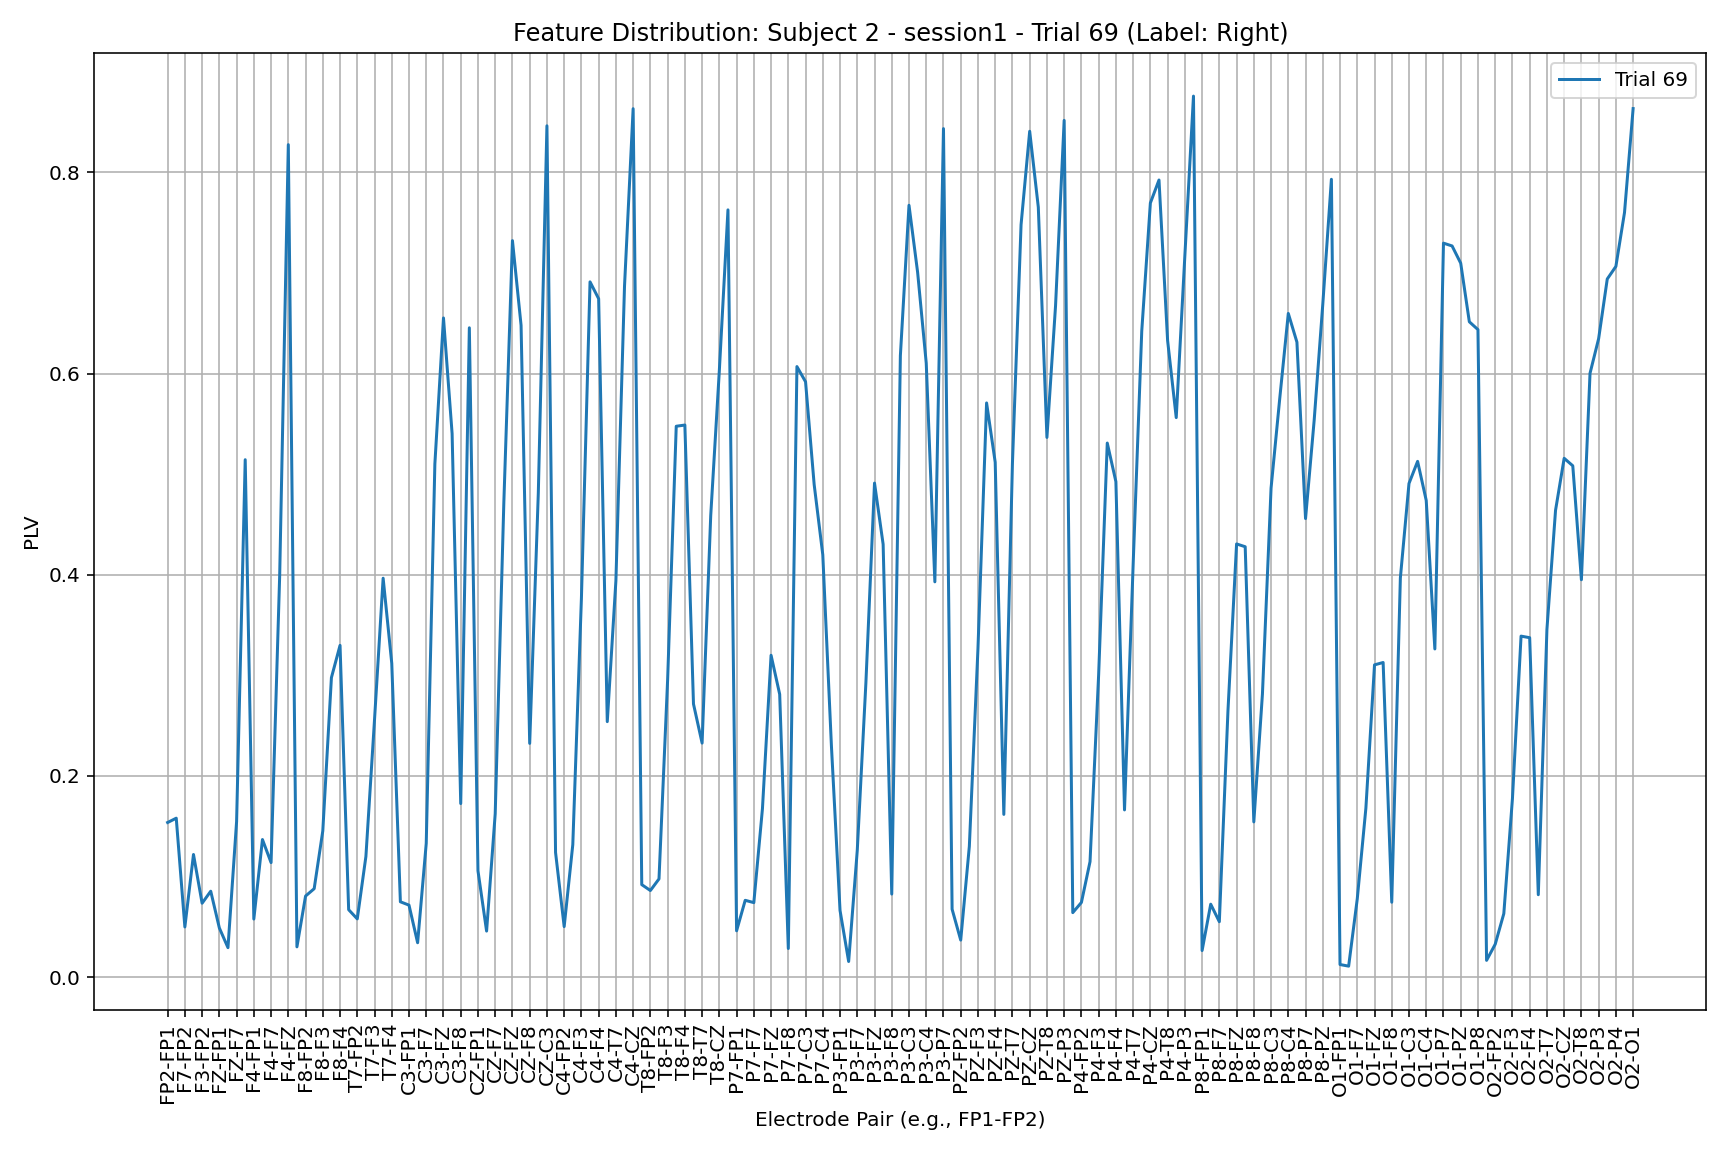 Feature Distribution: Subject 2 - session1 - Trial 69 (Label: Right)
Trial 69
PLV
0.8
0.6
0.4
0.2
0.0
FP2-FP1
F7-FP2
F3-FP2
FZ-FP1
FZ-F7
F4-FP1
F4-F7
F4-FZ
F8-FP2
F8-F3
F8-F4
T7-FP2
T7-F3
T7-F4
C3-FP1
C3-F7
C3-FZ
C3-F8
CZ-FP1
CZ-F7
CZ-FZ
CZ-F8
CZ-C3
C4-FP2
C4-F3
C4-F4
C4-T7
C4-CZ
T8-FP2
T8-F3
T8-F4
T8-T7
T8-CZ
P7-FP1
P7-F7
P7-FZ
P7-F8
P7-C3
P7-C4
P3-FP1
P3-F7
P3-FZ
P3-F8
P3-C3
P3-C4
P3-P7
PZ-FP2
PZ-F3
PZ-F4
PZ-T7
PZ-CZ
PZ-T8
PZ-P3
P4-FP2
P4-F3
P4-F4
P4-T7
P4-CZ
P4-T8
P4-P3
P8-FP1
P8-F7
P8-FZ
P8-F8
P8-C3
P8-C4
P8-P7
P8-PZ
O1-FP1
O1-F7
O1-FZ
O1-F8
O1-C3
O1-C4
O1-P7
O1-PZ
O1-P8
O2-FP2
O2-F3
O2-F4
O2-T7
O2-CZ
O2-T8
O2-P3
O2-P4
O2-O1
Electrode Pair (e.g., FP1-FP2)